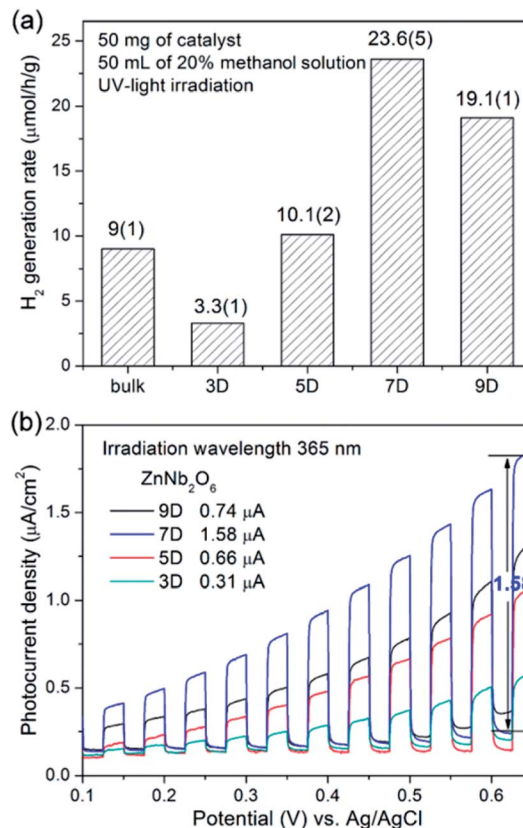 (a)
50 mg of catalyst
50 mL of 20% methanol solution
UV-light irradiation
23.6(5)
19.1(1)
10.1(2)
9(1)
3.3(1)
H2 generation rate (μmol/h/g)
25
20
15
10
5
0
bulk 3D 5D 7D 9D
(b)
Irradiation wavelength 365 nm
ZnNb2O6
9D 0.74 μA
7D 1.58 μA
5D 0.66 μA
3D 0.31 μA
1.58
Photocurrent density (μA/cm2)
2.0
1.5
1.0
0.5
0.0
0.1 0.2 0.3 0.4 0.5 0.6
Potential (V) vs. Ag/AgCl